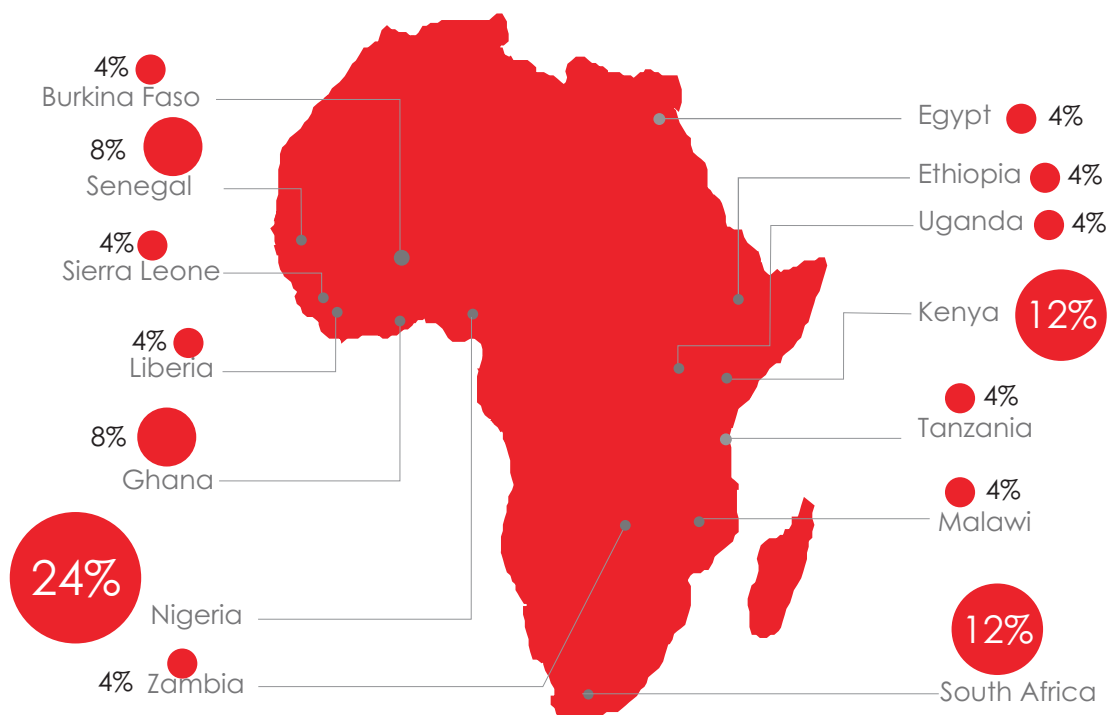 4%
Burkina Faso
8%
Senegal
4%
Sierra Leone
4%
Liberia
8%
Ghana
24%
Nigeria
4% Zambia
Egypt 4%
Ethiopia 4%
Uganda 4%
Kenya 12%
4%
Tanzania
4%
Malawi
12%
South Africa